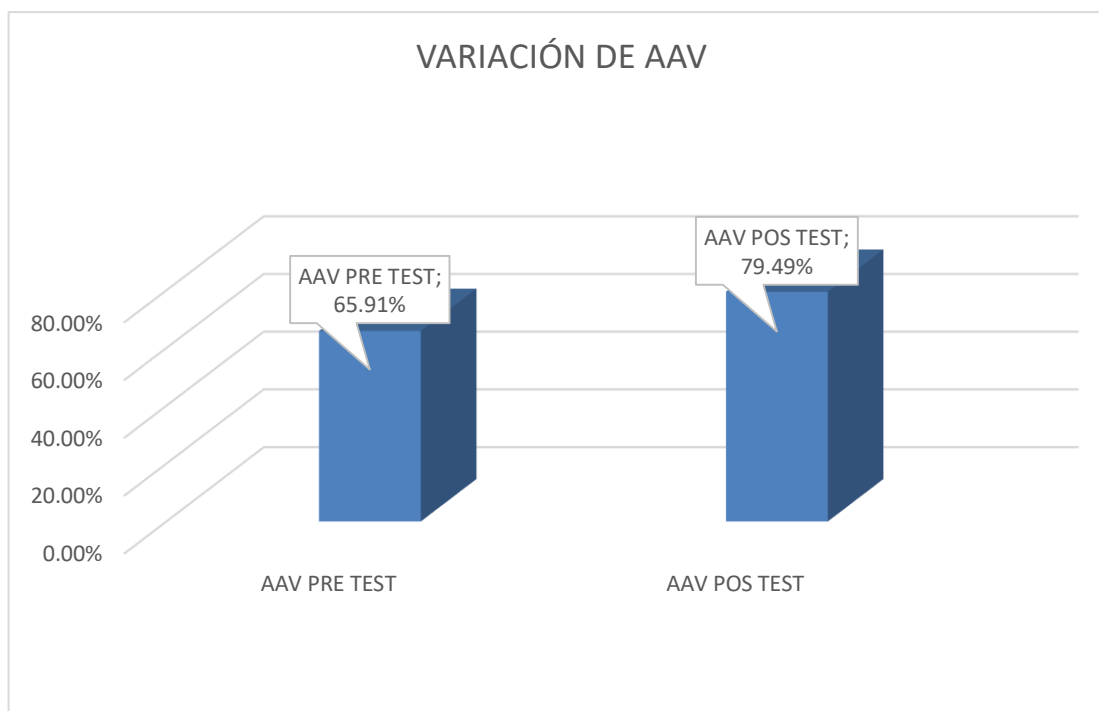 VARIACIÓN DE AAV
AAV PRE TEST;
65.91%
AAV POS TEST;
79.49%
80.00%
60.00%
40.00%
20.00%
0.00%
AAV PRE TEST
AAV POS TEST